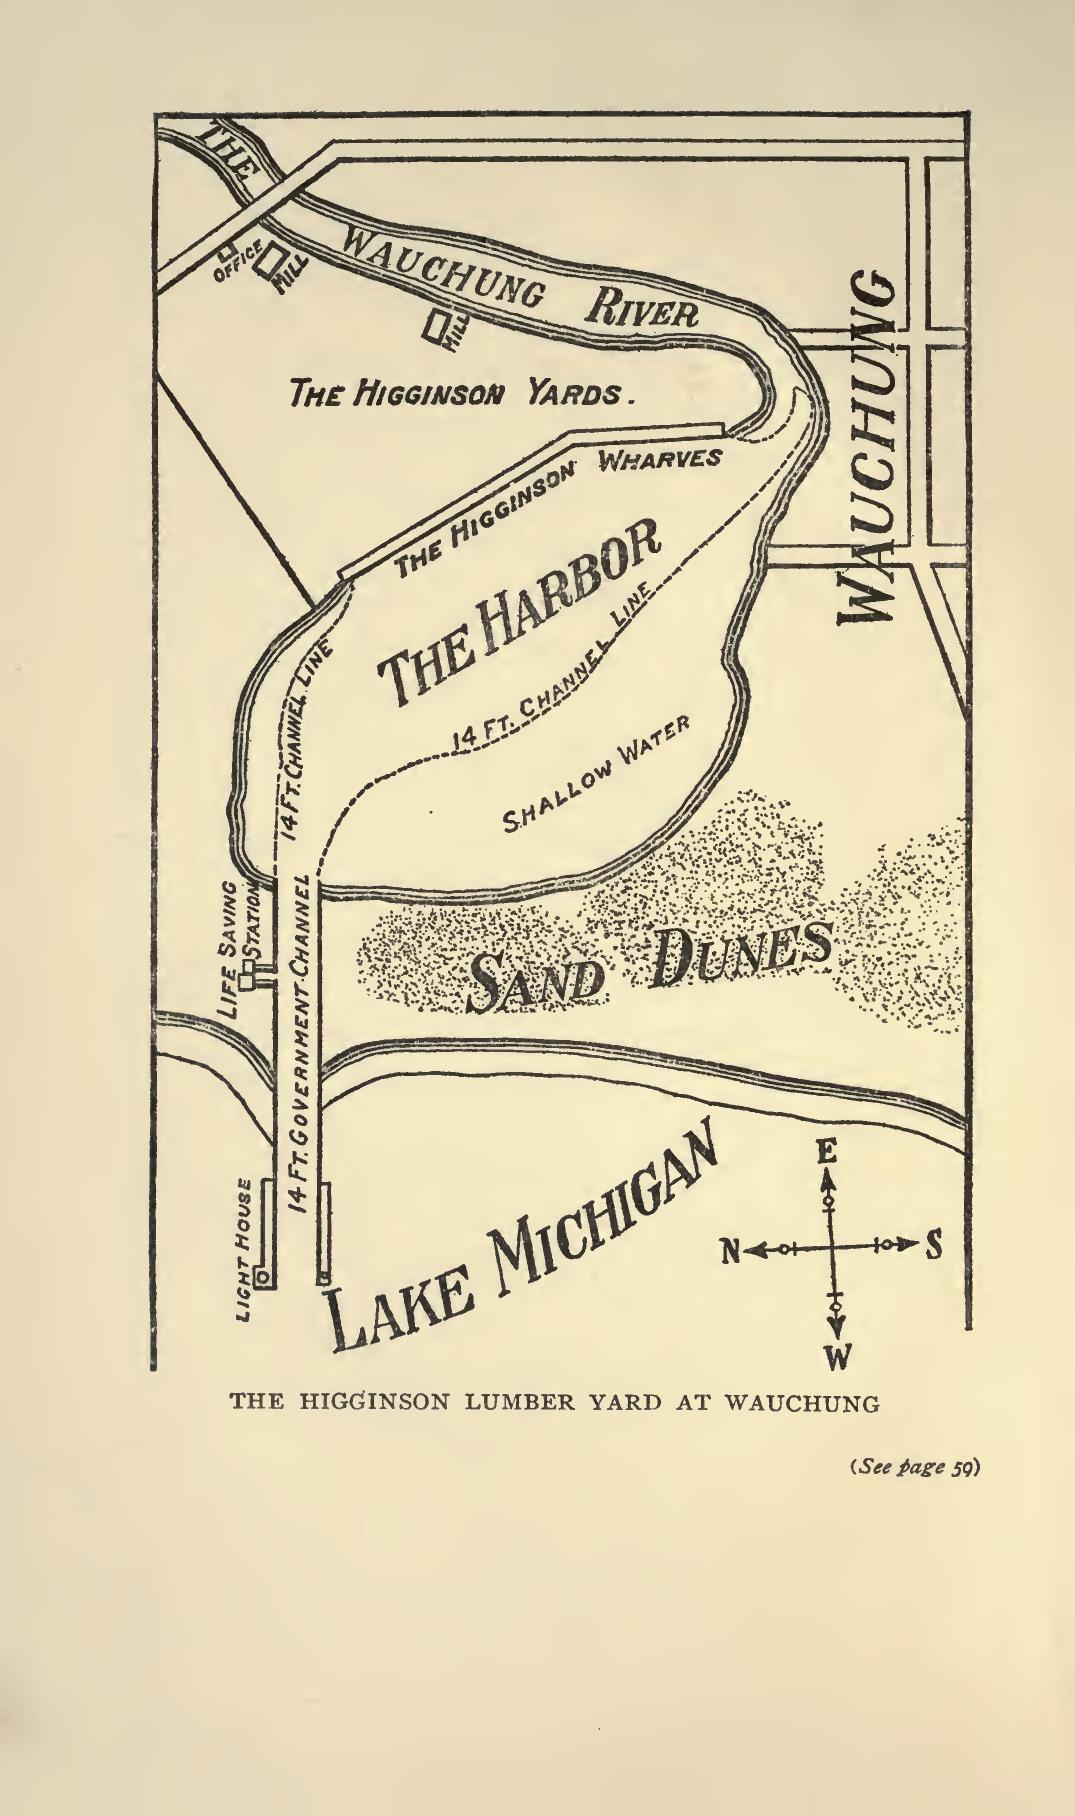 THE
WAUCHUNG RIVER
OFFICE
MILL
MILL
THE HIGGINSON YARDS.
WAUCHUNG
THE HIGGINSON WHARVES
THE HARBOR
14 FT. CHANNEL LINE
14 FT. CHANNEL LINE
SHALLOW WATER
LIFE SAVING
STATION
14 FT. GOVERNMENT CHANNEL
SAND DUNES
LIGHT HOUSE
LAKE MICHIGAN
E
N S
W
THE HIGGINSON LUMBER YARD AT WAUCHUNG
(See page 59)